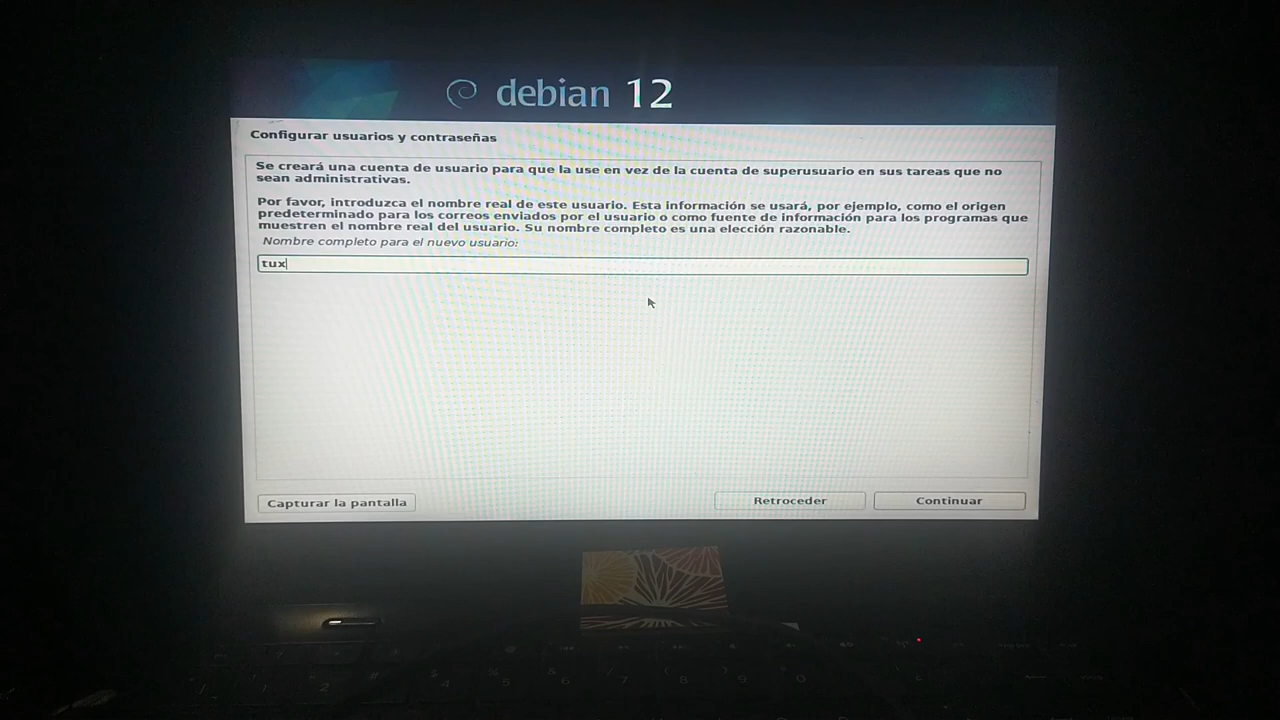 debian 12
Configurar usuarios y contraseñas
Se creará una cuenta de usuario para que la use en vez de la cuenta de superusuario en sus tareas que no
sean administrativas.
Por favor, introduzca el nombre real de este usuario. Esta información se usará, por ejemplo, como el origen
predeterminado para los correos enviados por el usuario o como fuente de información para los programas que
muestren el nombre real del usuario. Su nombre completo es una elección razonable.
Nombre completo para el nuevo usuario:
tux
Capturar la pantalla
Retroceder
Continuar